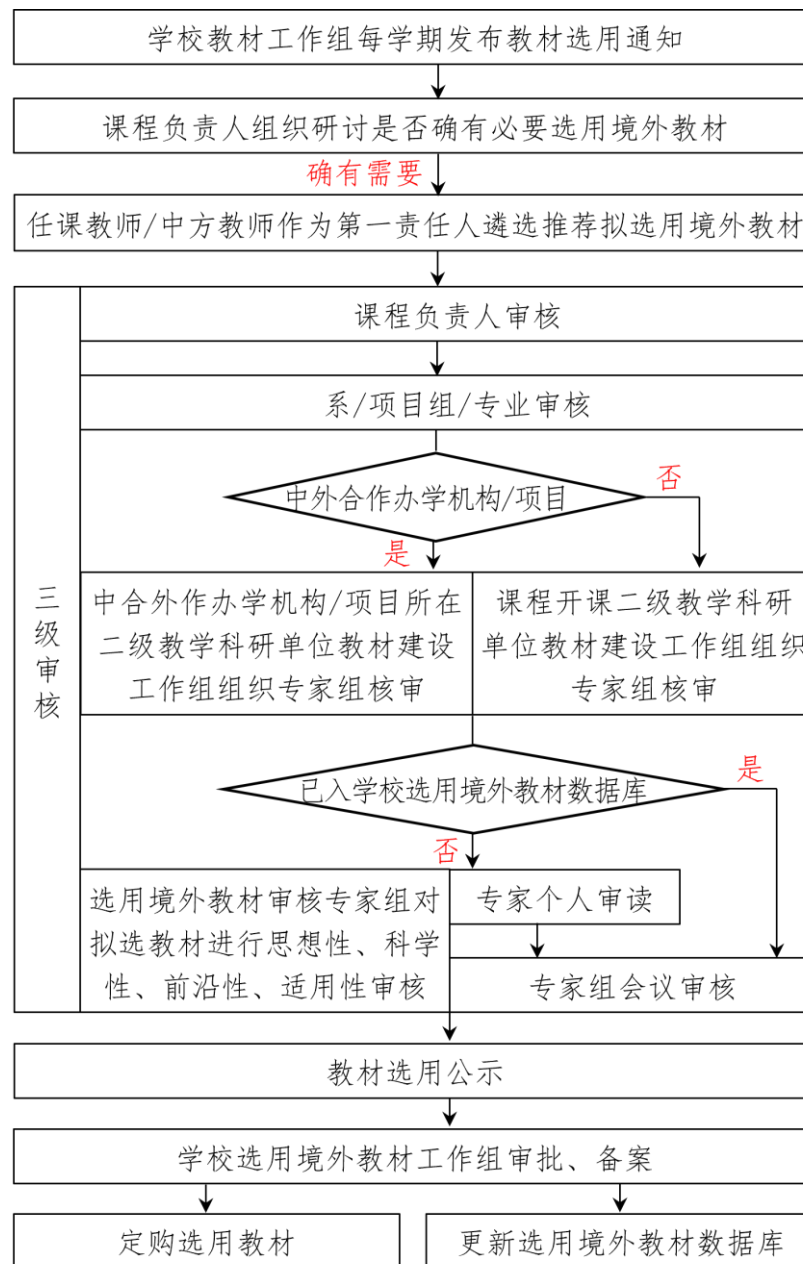 学校教材工作组每学期发布教材选用通知
课程负责人组织研讨是否确有必要选用境外教材
确有需要
任课教师/中方教师作为第一责任人遴选推荐拟选用境外教材
三级审核
课程负责人审核
系/项目组/专业审核
中外合作办学机构/项目
否
是
中合外作办学机构/项目所在
二级教学科研单位教材建设
工作组组织专家组核审
课程开课二级教学科研
单位教材建设工作组组织
专家组核审
已入学校选用境外教材数据库
是
否
选用境外教材审核专家组对
拟选教材进行思想性、科学
性、前沿性、适用性审核
专家个人审读
专家组会议审核
教材选用公示
学校选用境外教材工作组审批、备案
定购选用教材
更新选用境外教材数据库